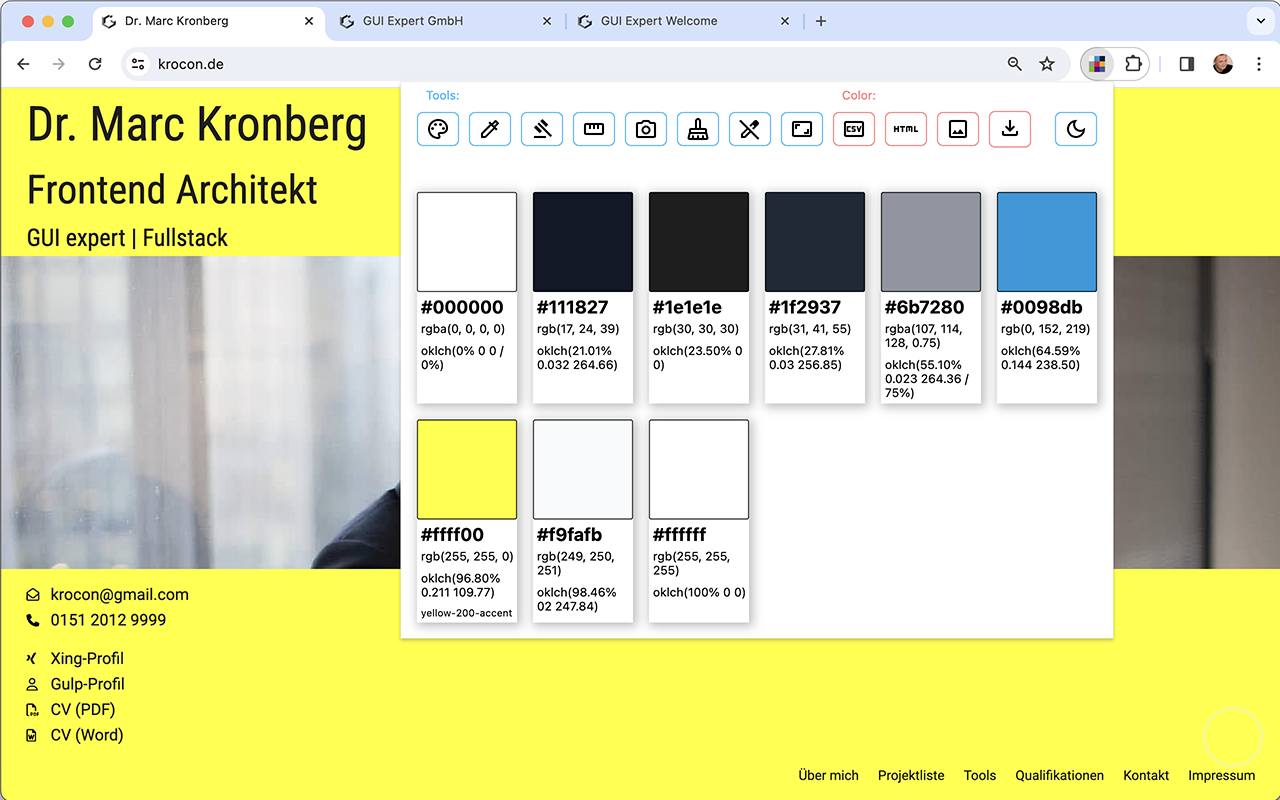 Dr. Marc Kronberg
GUI Expert GmbH
GUI Expert Welcome
krocon.de
Dr. Marc Kronberg
Frontend Architekt
GUI expert | Fullstack
Tools:
Color:
CSV
HTML
#000000
rgba(0, 0, 0, 0)
oklch(0% 0 0 /
0%)
#111827
rgb(17, 24, 39)
oklch(21.01%
0.032 264.66)
#1e1e1e
rgb(30, 30, 30)
oklch(23.50% 0
0)
#1f2937
rgb(31, 41, 55)
oklch(27.81%
0.03 256.85)
#6b7280
rgba(107, 114,
128, 0.75)
oklch(55.10%
0.023 264.36 /
75%)
#0098db
rgb(0, 152, 219)
oklch(64.59%
0.144 238.50)
#ffff00
rgb(255, 255, 0)
oklch(96.80%
0.211 109.77)
yellow-200-accent
#f9fafb
rgb(249, 250,
251)
oklch(98.46%
02 247.84)
#ffffff
rgb(255, 255,
255)
oklch(100% 0 0)
krocon@gmail.com
0151 2012 9999
Xing-Profil
Gulp-Profil
CV (PDF)
CV (Word)
Über mich
Projektliste
Tools
Qualifikationen
Kontakt
Impressum